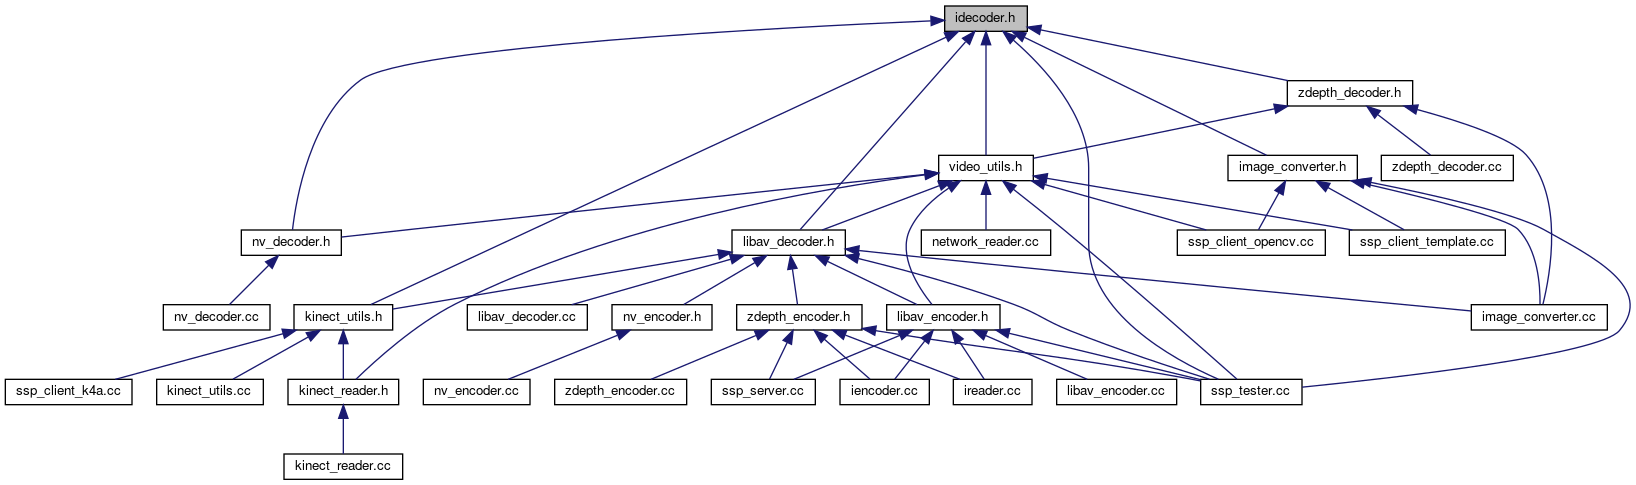 idecoder.h
zdepth_decoder.h
video_utils.h
image_converter.h
zdepth_decoder.cc
nv_decoder.h
libav_decoder.h
network_reader.cc
ssp_client_opencv.cc
ssp_client_template.cc
nv_decoder.cc
kinect_utils.h
libav_decoder.cc
nv_encoder.h
zdepth_encoder.h
libav_encoder.h
image_converter.cc
ssp_client_k4a.cc
kinect_utils.cc
kinect_reader.h
nv_encoder.cc
zdepth_encoder.cc
ssp_server.cc
iencoder.cc
ireader.cc
libav_encoder.cc
ssp_tester.cc
kinect_reader.cc